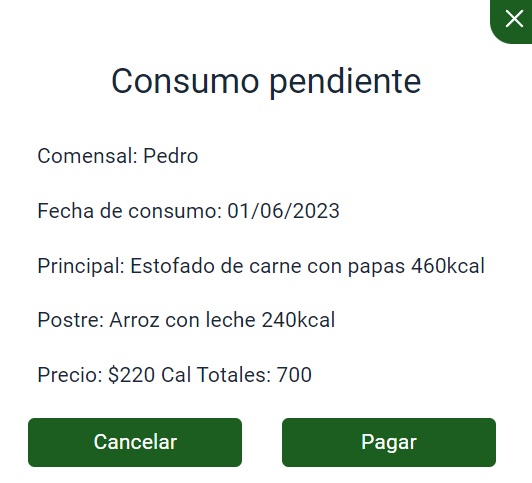 Consumo pendiente
Comensal: Pedro
Fecha de consumo: 01/06/2023
Principal: Estofado de carne con papas 460kcal
Postre: Arroz con leche 240kcal
Precio: $220 Cal Totales: 700
Cancelar
Pagar